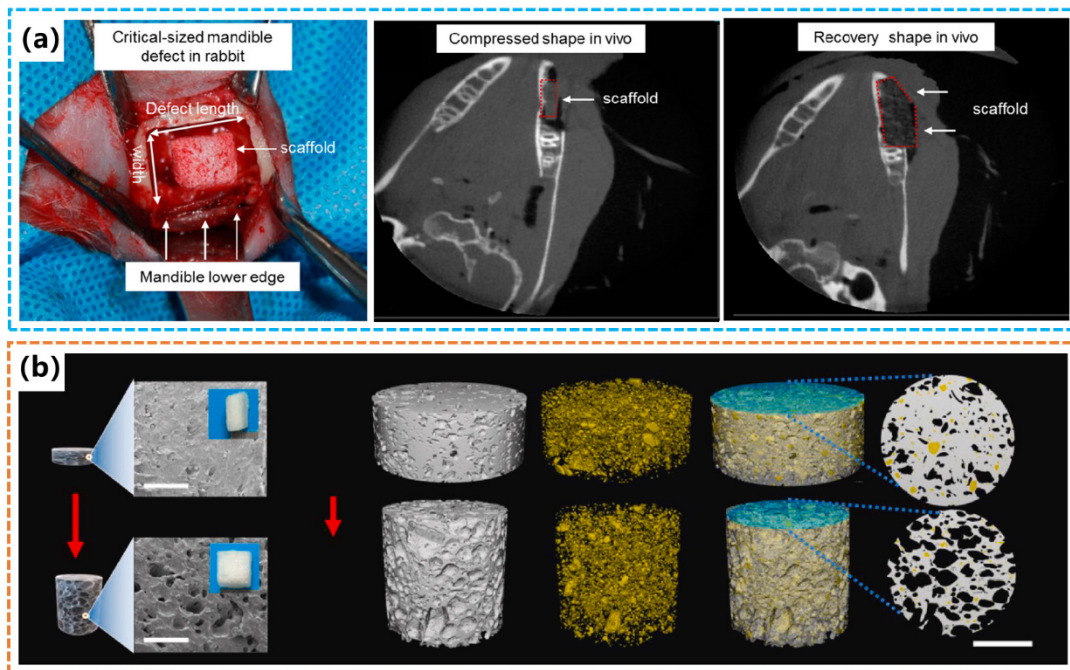 (a)
Critical-sized mandible
defect in rabbit
Defect length
width
scaffold
Mandible lower edge
Compressed shape in vivo
scaffold
Recovery shape in vivo
scaffold
(b)